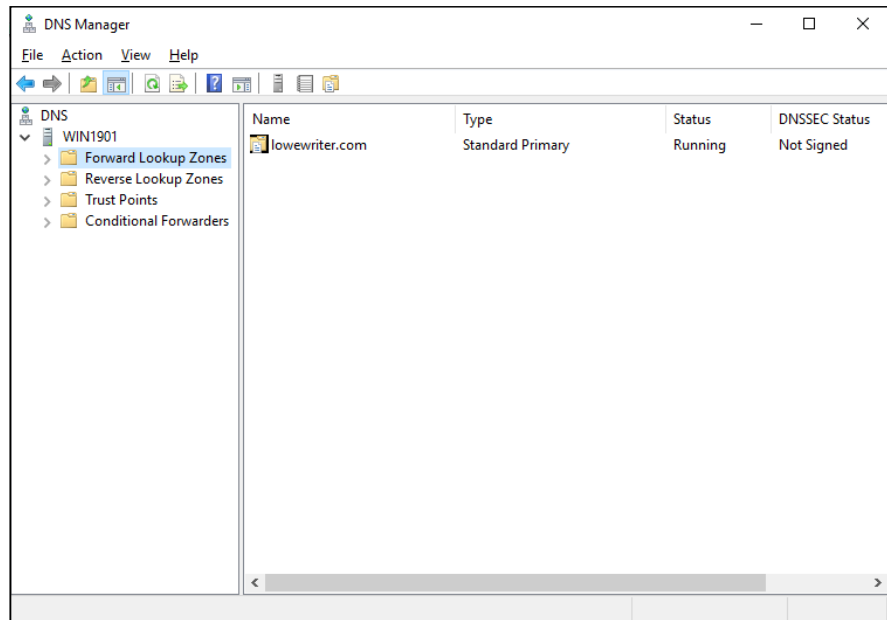 DNS Manager
File Action View Help
DNS
WIN1901
Forward Lookup Zones
Reverse Lookup Zones
Trust Points
Conditional Forwarders
Name Type Status DNSSEC Status
lowewriter.com Standard Primary Running Not Signed